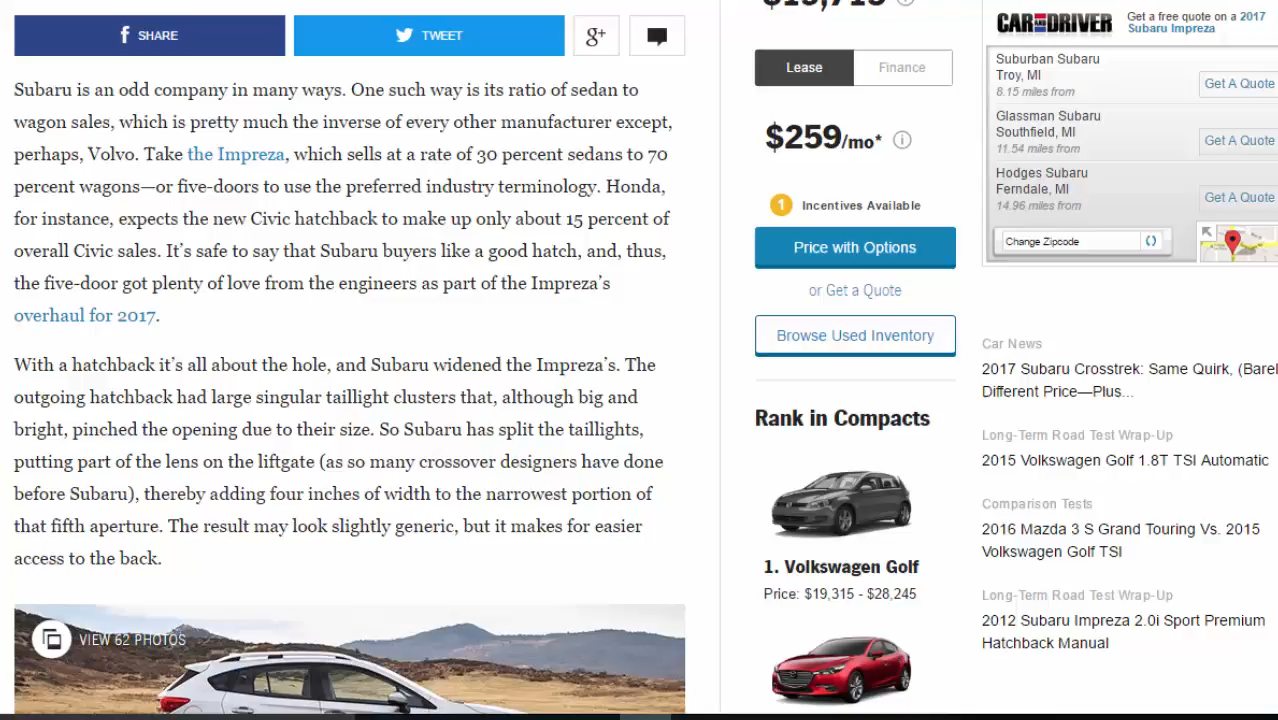 SHARE
TWEET
g+
Subaru is an odd company in many ways. One such way is its ratio of sedan to
wagon sales, which is pretty much the inverse of every other manufacturer except,
perhaps, Volvo. Take the Impreza, which sells at a rate of 30 percent sedans to 70
percent wagons—or five-doors to use the preferred industry terminology. Honda,
for instance, expects the new Civic hatchback to make up only about 15 percent of
overall Civic sales. It's safe to say that Subaru buyers like a good hatch, and, thus,
the five-door got plenty of love from the engineers as part of the Impreza's
overhaul for 2017.
With a hatchback it's all about the hole, and Subaru widened the Impreza's. The
outgoing hatchback had large singular taillight clusters that, although big and
bright, pinched the opening due to their size. So Subaru has split the taillights,
putting part of the lens on the liftgate (as so many crossover designers have done
before Subaru), thereby adding four inches of width to the narrowest portion of
that fifth aperture. The result may look slightly generic, but it makes for easier
access to the back.
VIEW 62 PHOTOS
Lease
Finance
$259/mo*
1 Incentives Available
Price with Options
or Get a Quote
Browse Used Inventory
Rank in Compacts
1. Volkswagen Golf
Price: $19,315 - $28,245
CAR AND DRIVER
Get a free quote on a 2017
Subaru Impreza
Suburban Subaru
Troy, MI
8.15 miles from
Get A Quote
Glassman Subaru
Southfield, MI
11.54 miles from
Get A Quote
Hodges Subaru
Ferndale, MI
14.96 miles from
Get A Quote
Change Zipcode
Car News
2017 Subaru Crosstrek: Same Quirk, (Barel
Different Price—Plus...
Long-Term Road Test Wrap-Up
2015 Volkswagen Golf 1.8T TSI Automatic
Comparison Tests
2016 Mazda 3 S Grand Touring Vs. 2015
Volkswagen Golf TSI
Long-Term Road Test Wrap-Up
2012 Subaru Impreza 2.0i Sport Premium
Hatchback Manual